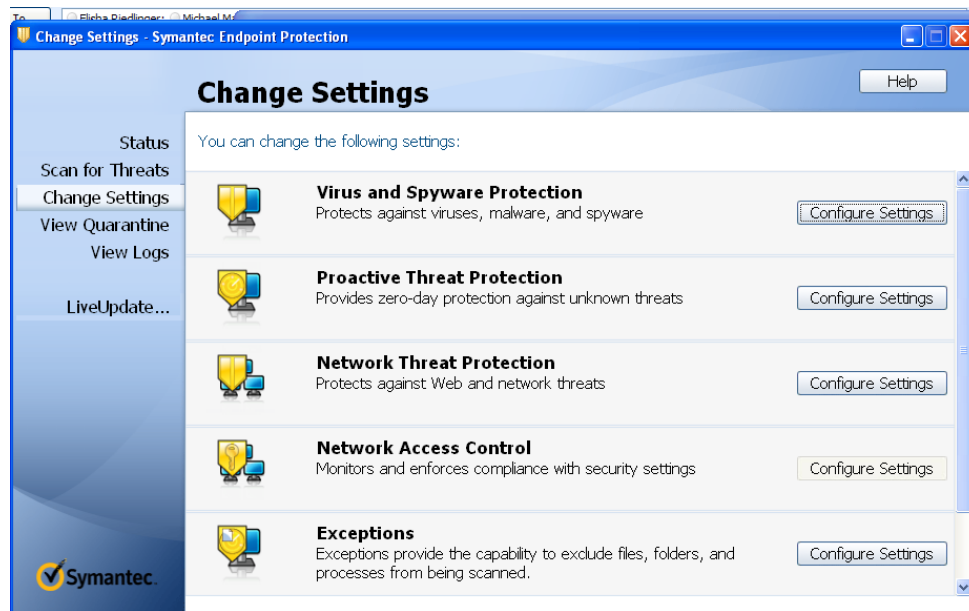 To...
Elisha Riedlinger;
Michael
Change Settings - Symantec Endpoint Protection
Change Settings
Help
Status
Scan for Threats
Change Settings
View Quarantine
View Logs
LiveUpdate...
You can change the following settings:
Virus and Spyware Protection
Protects against viruses, malware, and spyware
Configure Settings
Proactive Threat Protection
Provides zero-day protection against unknown threats
Configure Settings
Network Threat Protection
Protects against Web and network threats
Configure Settings
Network Access Control
Monitors and enforces compliance with security settings
Configure Settings
Exceptions
Exceptions provide the capability to exclude files, folders, and
processes from being scanned.
Configure Settings
Symantec.